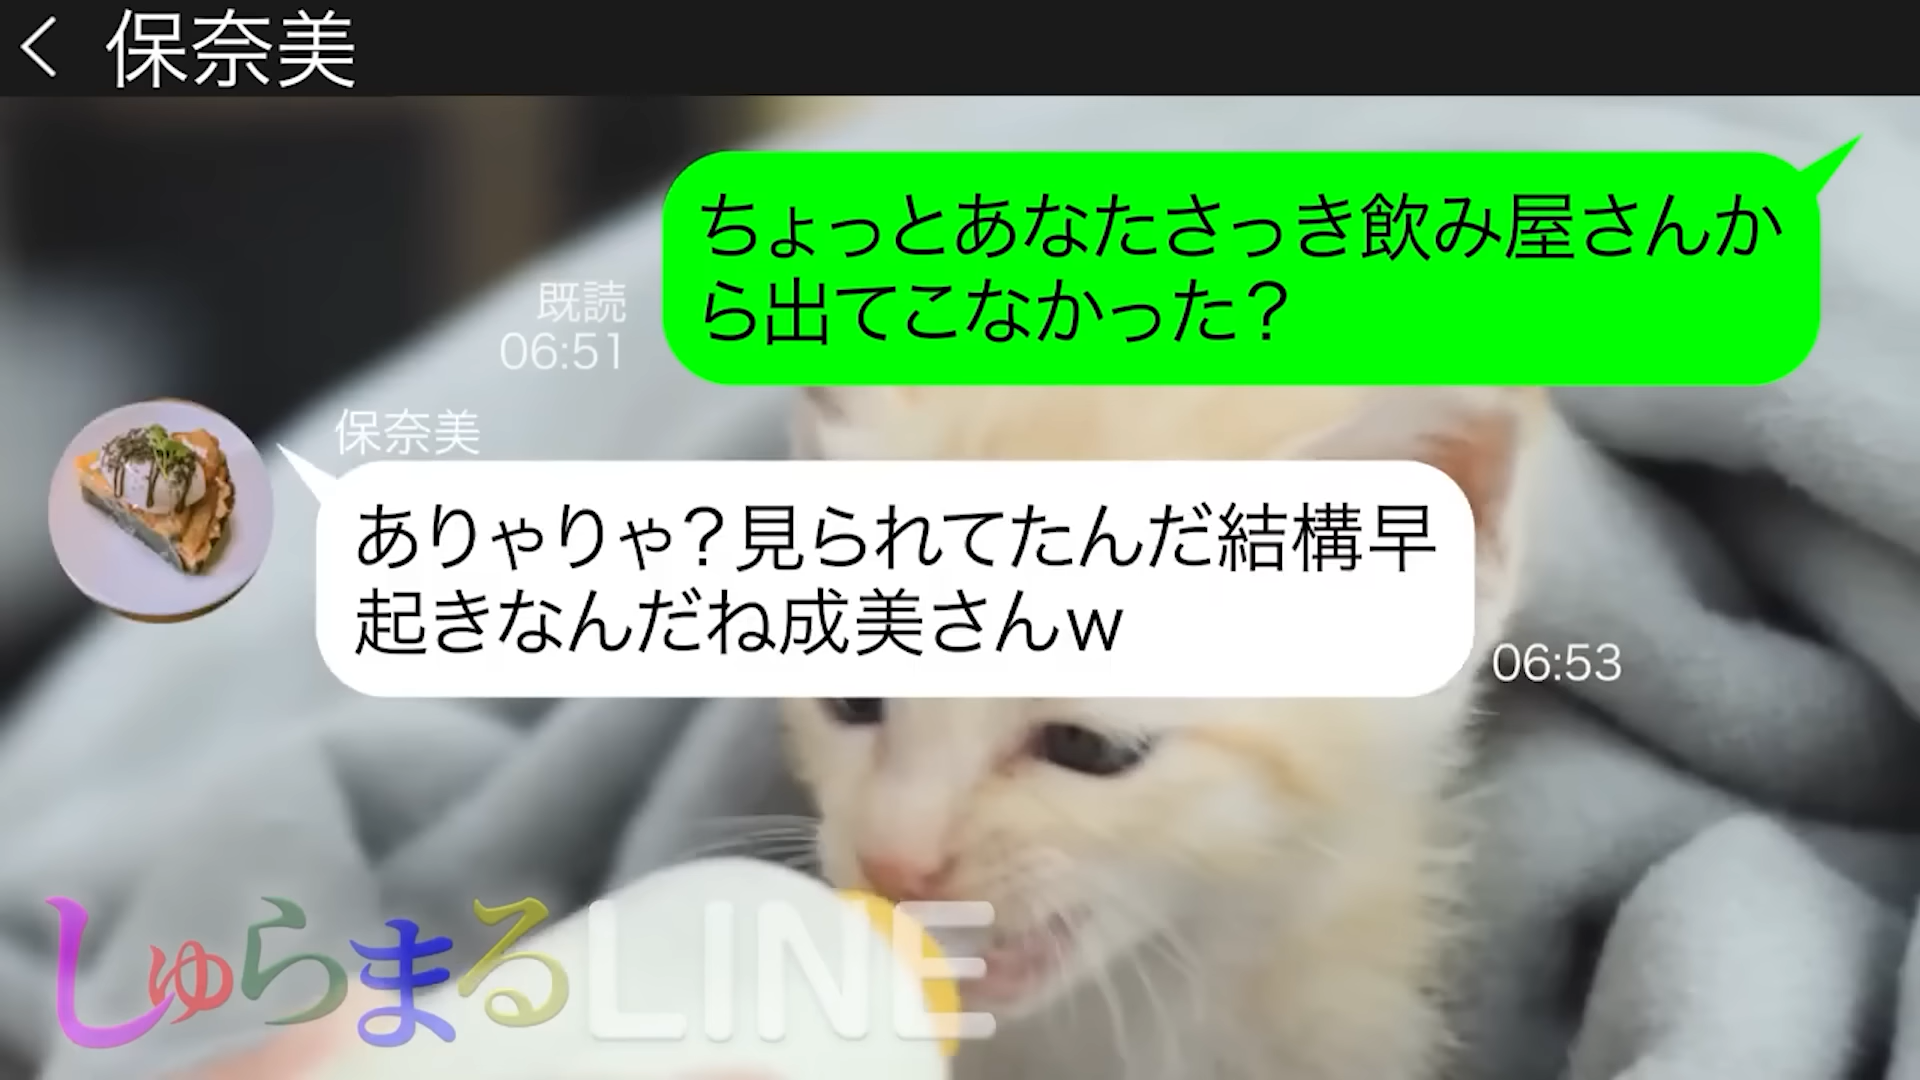 保奈美
ちょっとあなたさっき飲み屋さんか
ら出てこなかった?
既読
06:51
保奈美
ありゃりゃ?見られてたんだ結構早
起きなんだね成美さんw
06:53
しゅらまるLINE